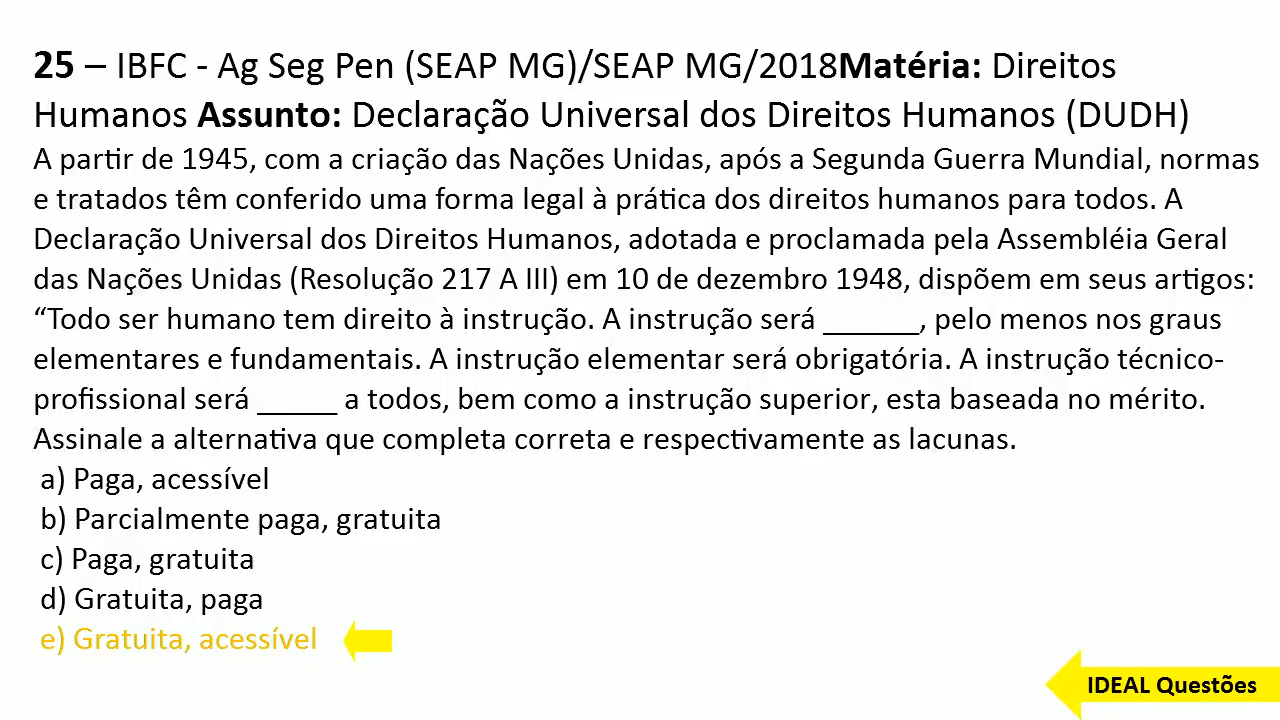 25 – IBFC - Ag Seg Pen (SEAP MG)/SEAP MG/2018Matéria: Direitos
Humanos Assunto: Declaração Universal dos Direitos Humanos (DUDH)
A partir de 1945, com a criação das Nações Unidas, após a Segunda Guerra Mundial, normas
e tratados têm conferido uma forma legal à prática dos direitos humanos para todos. A
Declaração Universal dos Direitos Humanos, adotada e proclamada pela Assembléia Geral
das Nações Unidas (Resolução 217 A III) em 10 de dezembro 1948, dispõem em seus artigos:
“Todo ser humano tem direito à instrução. A instrução será ______, pelo menos nos graus
elementares e fundamentais. A instrução elementar será obrigatória. A instrução técnico-
profissional será _____ a todos, bem como a instrução superior, esta baseada no mérito.
Assinale a alternativa que completa correta e respectivamente as lacunas.
a) Paga, acessível
b) Parcialmente paga, gratuita
c) Paga, gratuita
d) Gratuita, paga
e) Gratuita, acessível
IDEAL Questões